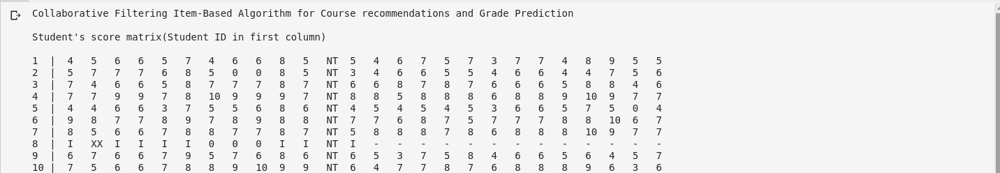 Collaborative Filtering Item-Based Algorithm for Course recommendations and Grade Prediction
Student's score matrix(Student ID in first column)
1 | 4 5 6 6 5 7 4 6 6 8 5 NT 5 4 6 7 5 7 3 7 7 4 8 9 5 5
2 | 5 7 7 7 6 8 5 0 0 8 5 NT 3 4 6 6 5 5 4 6 6 4 4 7 5 6
3 | 7 4 6 6 5 8 7 7 7 8 7 NT 6 6 8 7 8 7 6 6 6 5 8 8 4 6
4 | 7 7 9 9 7 8 10 9 9 9 7 NT 8 8 5 8 8 8 6 8 8 9 10 9 7 7
5 | 4 4 6 6 3 7 5 5 6 8 6 NT 4 5 4 5 4 5 3 6 6 5 7 5 0 4
6 | 9 8 7 7 8 9 7 8 9 8 8 NT 7 7 6 8 7 5 7 7 7 8 8 10 6 7
7 | 8 5 6 6 7 8 8 7 7 8 7 NT 5 8 8 8 7 8 6 8 8 8 10 9 7 7
8 | I XX I I I I 0 0 0 I I NT I - - - - - - - - - - - - -
9 | 6 7 6 6 7 9 5 7 6 8 6 NT 6 5 3 7 5 8 4 6 6 5 6 4 5 7
10 | 7 5 6 6 7 8 8 9 10 9 9 NT 6 4 7 7 8 7 6 8 8 8 9 6 3 6